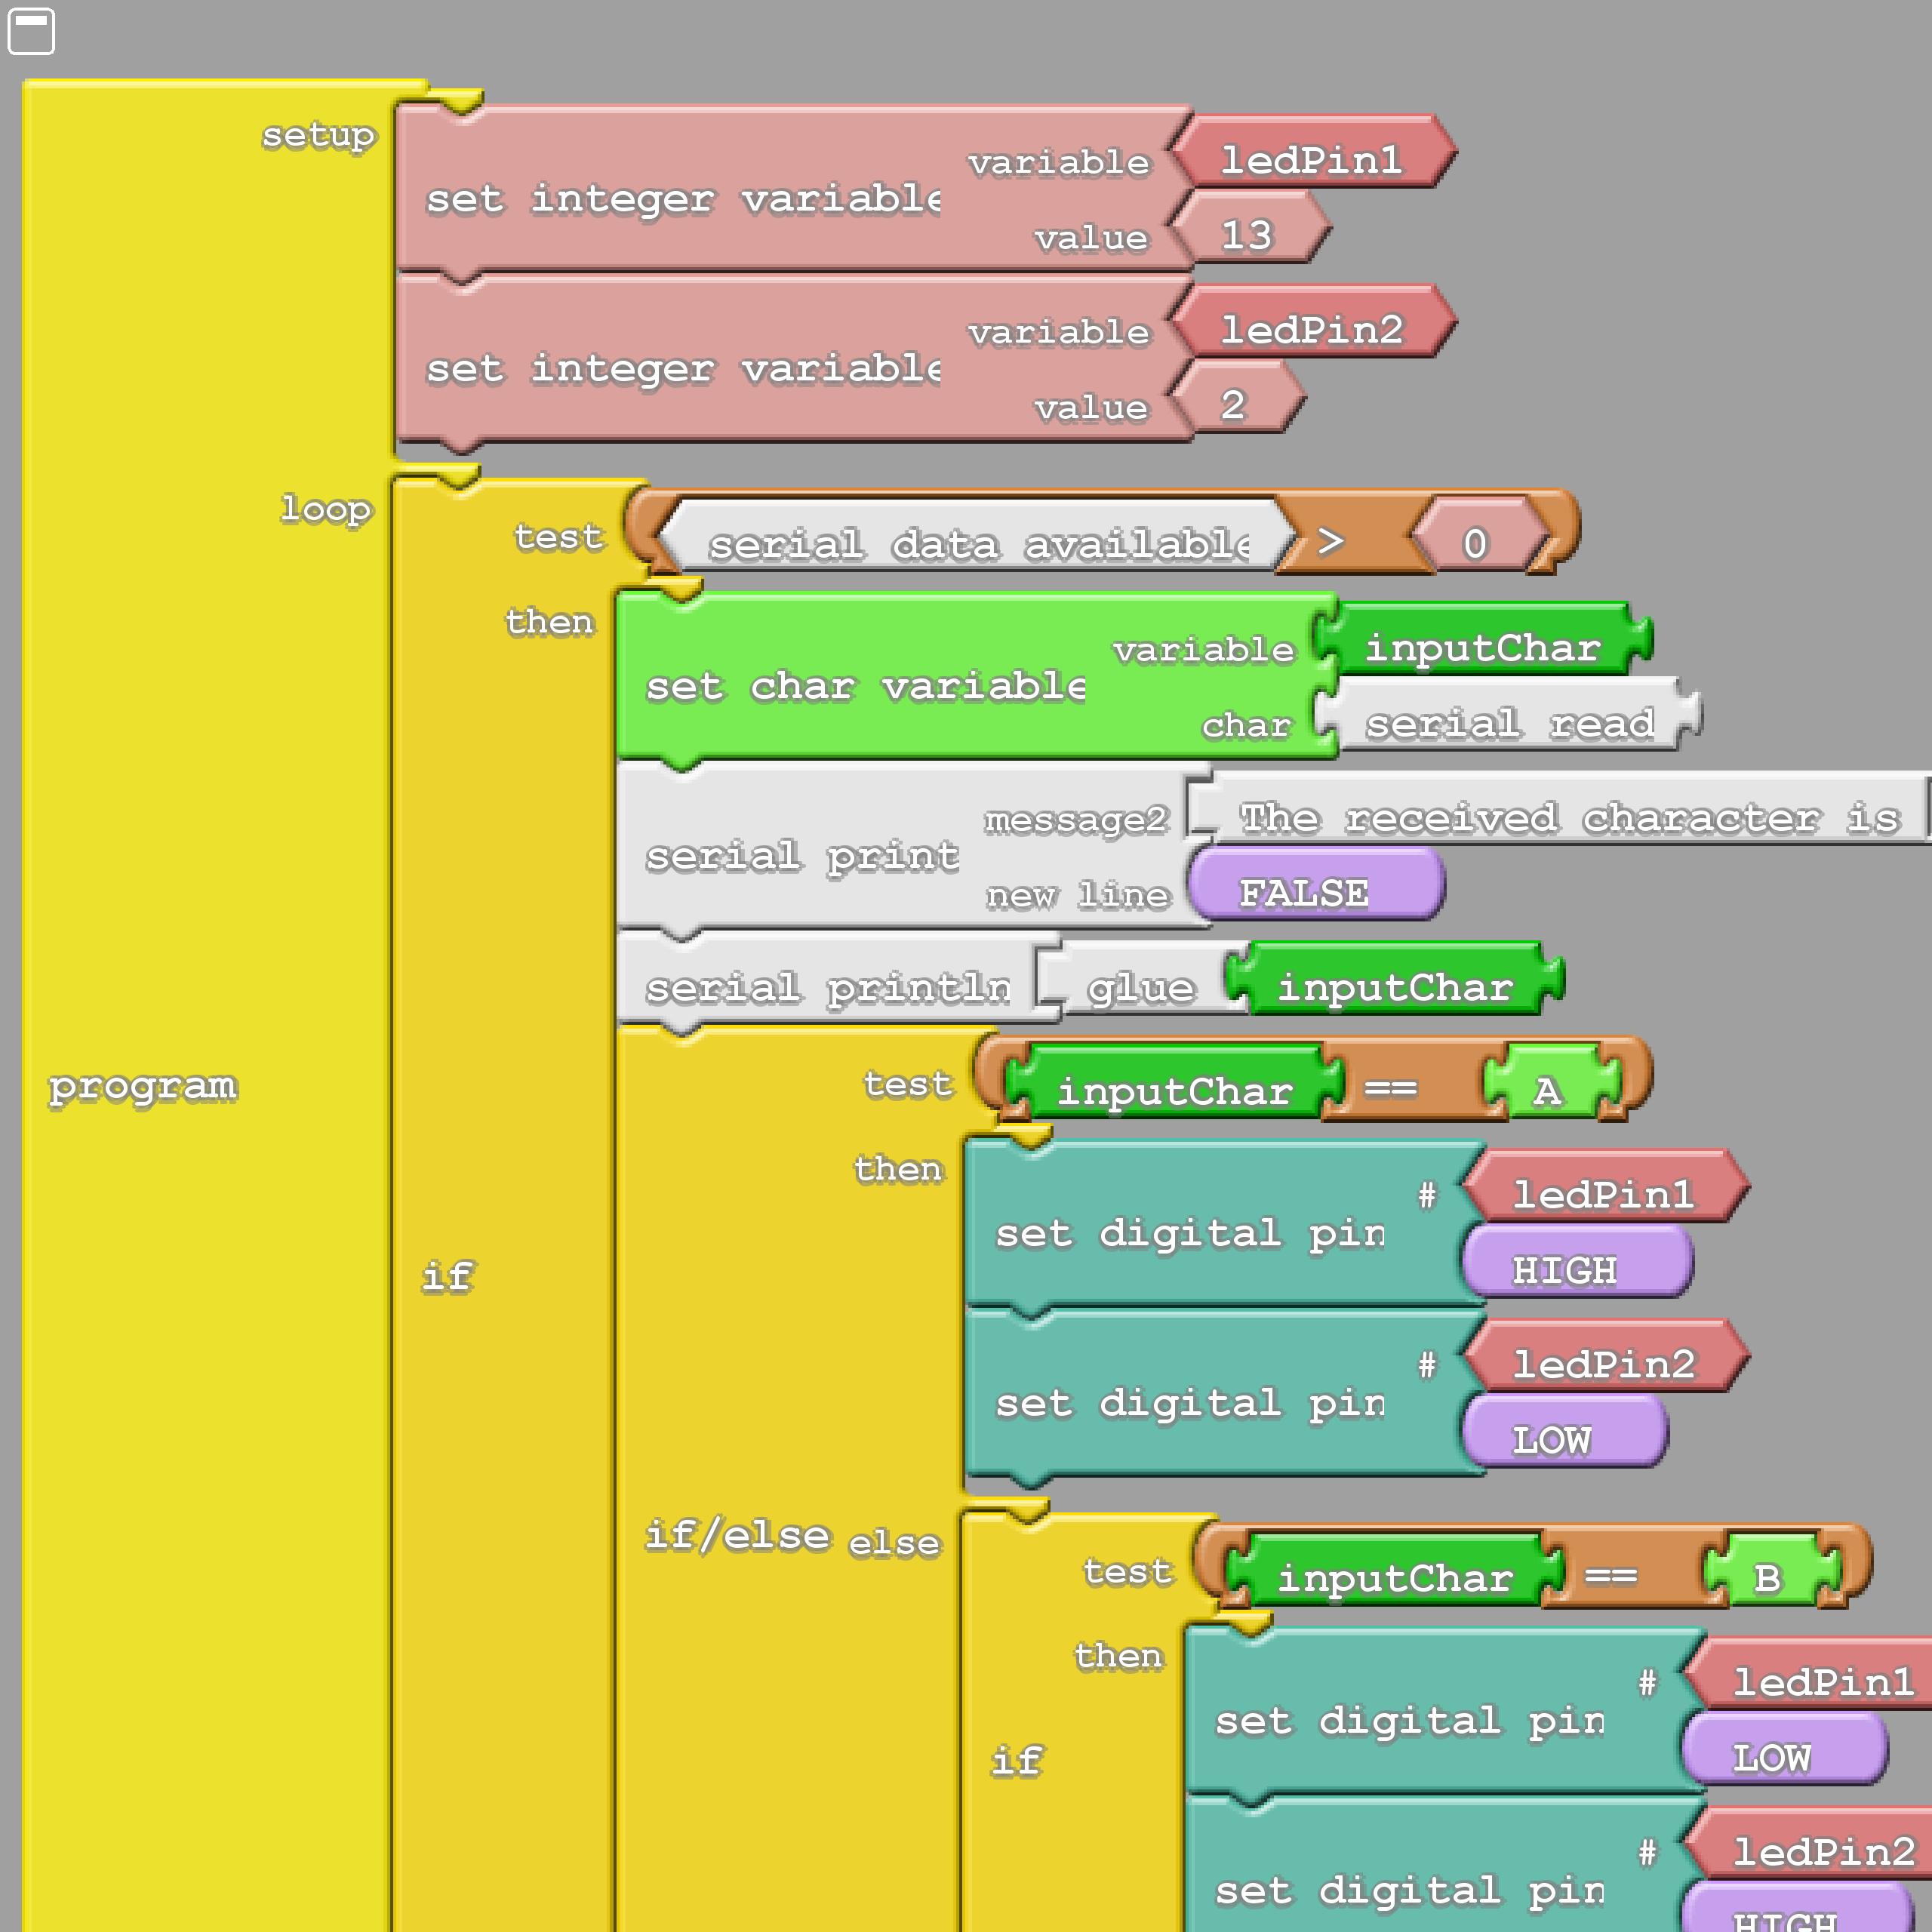 setup
set integer variable
variable ledPin1
value 13
set integer variable
variable ledPin2
value 2
loop
test serial data available > 0
then
set char variable
variable inputChar
char serial read
serial print
message2 The received character is
new line FALSE
serial println glue inputChar
program
if
test inputChar == A
then
set digital pin
# ledPin1
HIGH
set digital pin
# ledPin2
LOW
if/else else
test inputChar == B
then
if
set digital pin
# ledPin1
LOW
set digital pin
# ledPin2
HIGH